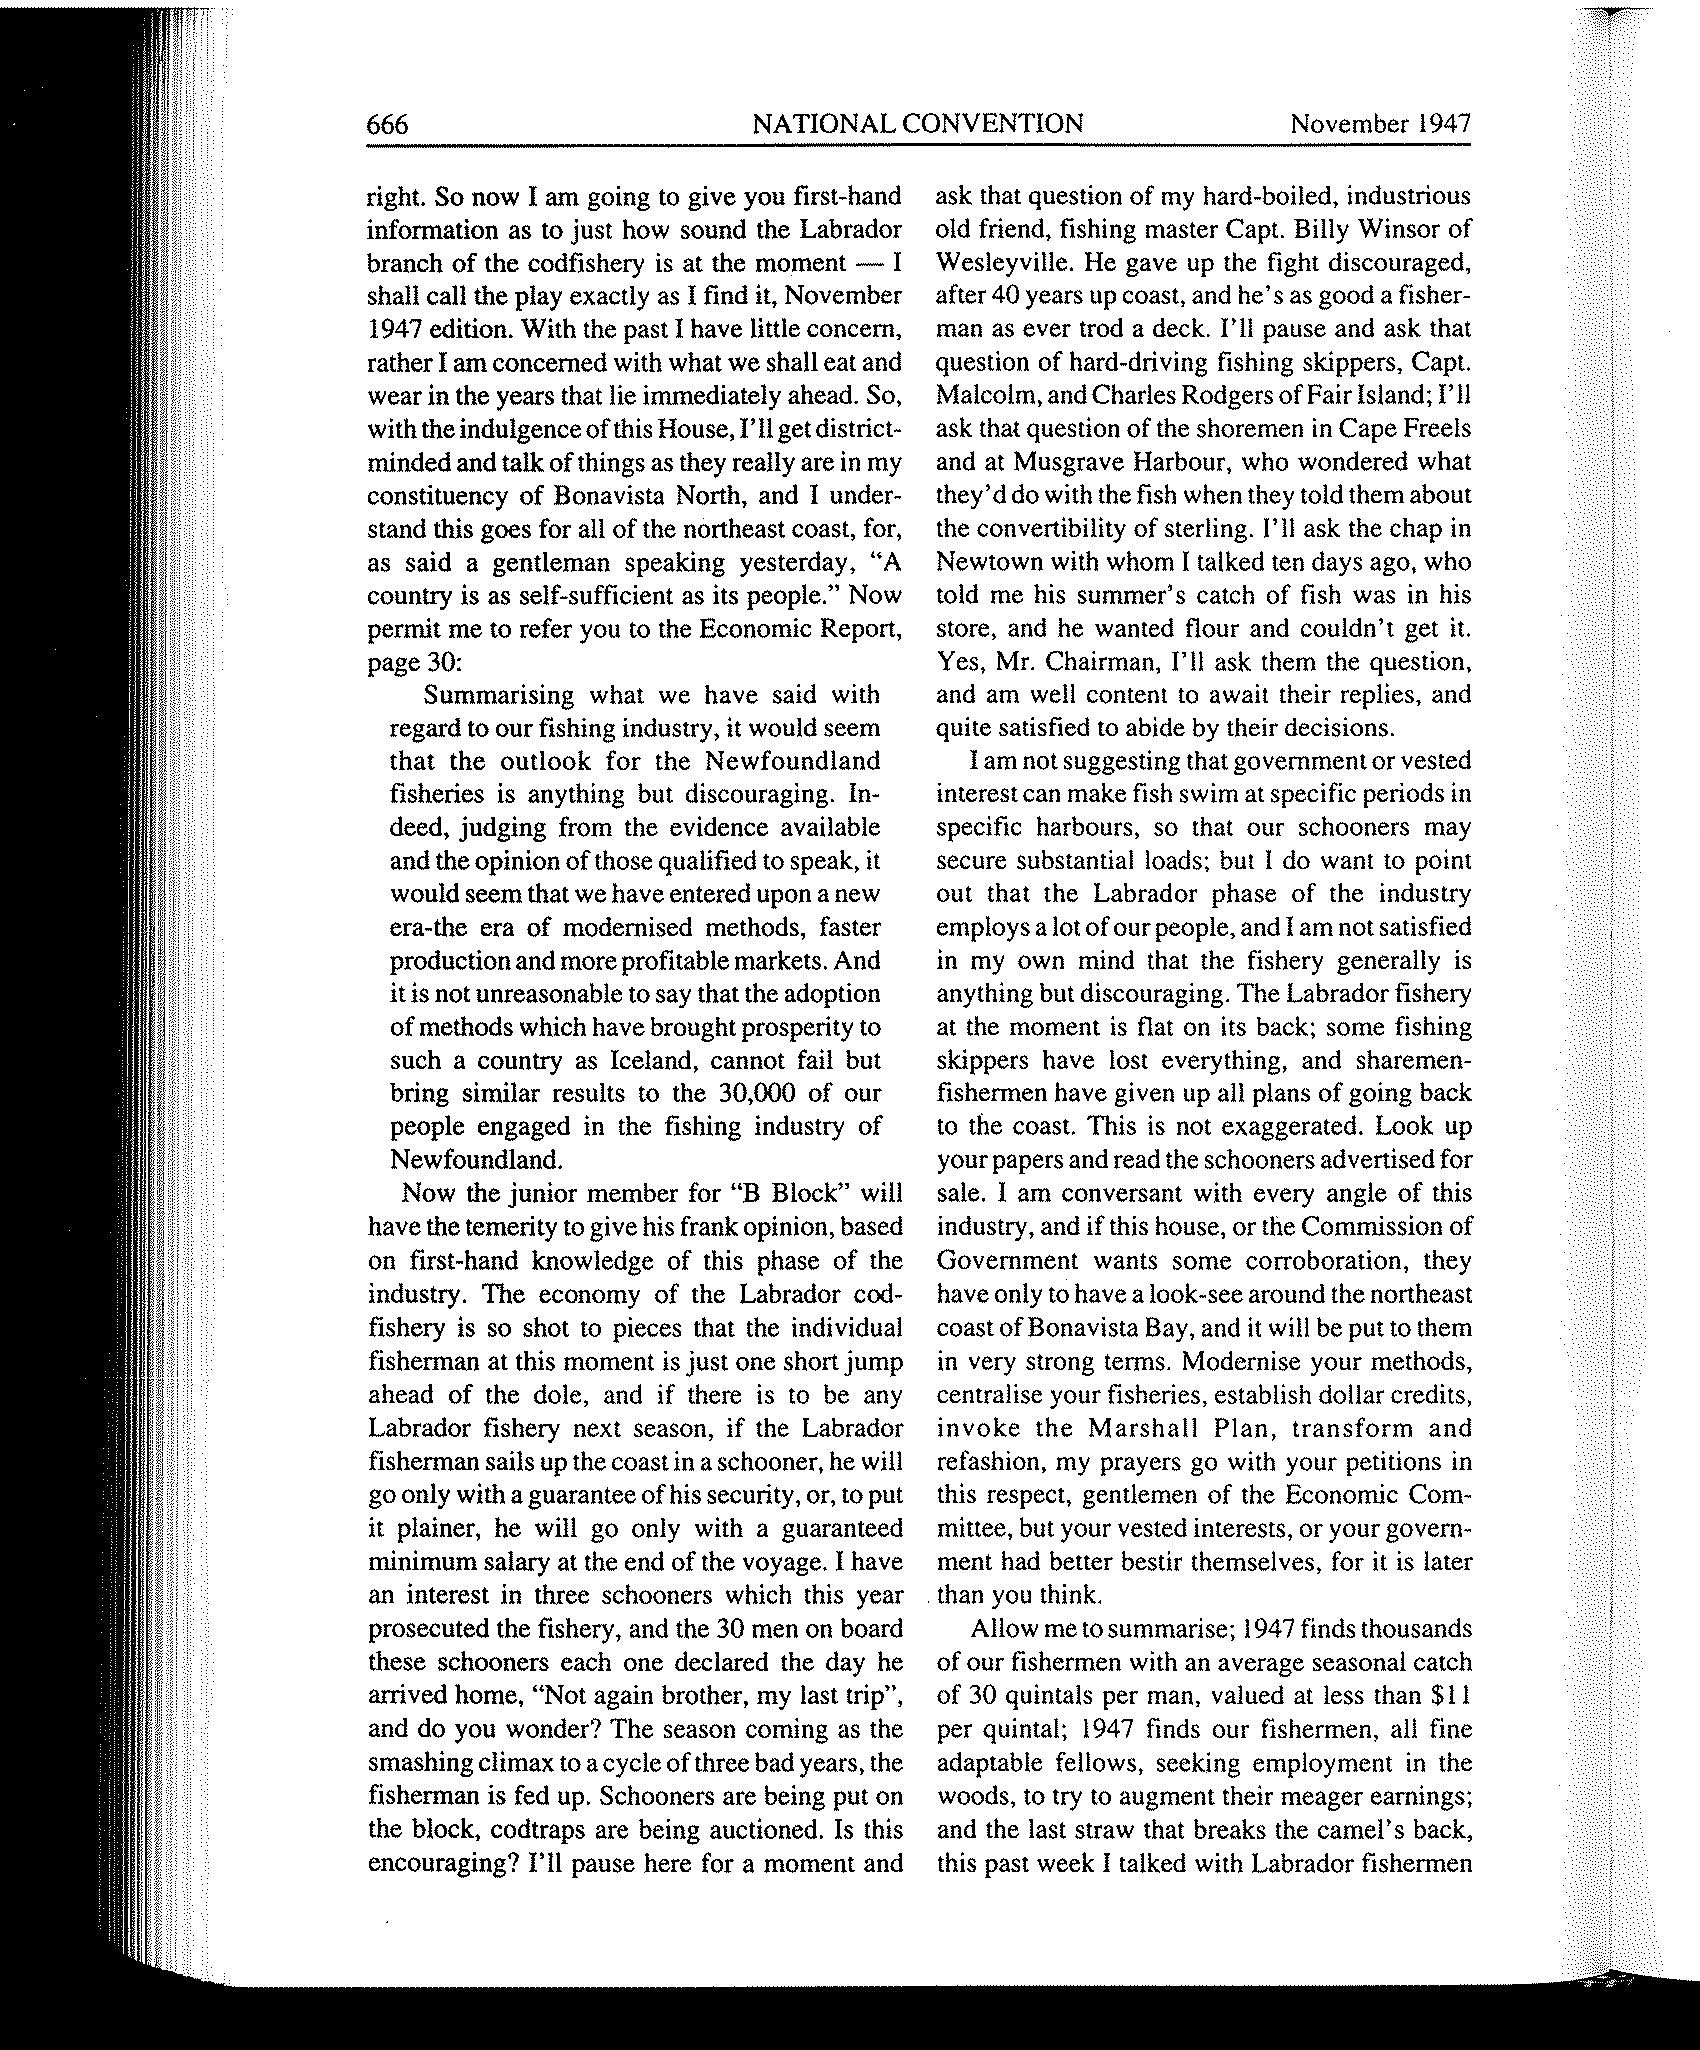 666 NATIONAL CONVENTION November 1947
right. So now I am going to give you first-hand
information as to just how sound the Labrador
branch of the codfishery is at the moment — I
shall call the play exactly as I find it, November
1947 edition. With the past I have little concern,
rather I am concerned with what we shall eat and
wear in the years that lie immediately ahead. So,
with the indulgence of this House, I'll get district-
minded and talk of things as they really are in my
constituency of Bonavista North, and I under-
stand this goes for all of the northeast coast, for,
as said a gentleman speaking yesterday, “A
country is as self-sufficient as its people.” Now
permit me to refer you to the Economic Report,
page 30:
Summarising what we have said with
regard to our fishing industry, it would seem
that the outlook for the Newfoundland
fisheries is anything but discouraging. In-
deed, judging from the evidence available
and the opinion of those qualified to speak, it
would seem that we have entered upon a new
era-the era of modernised methods, faster
production and more profitable markets. And
it is not unreasonable to say that the adoption
of methods which have brought prosperity to
such a country as Iceland, cannot fail but
bring similar results to the 30,000 of our
people engaged in the fishing industry of
Newfoundland.
Now the junior member for “B Block” will
have the temerity to give his frank opinion, based
on first-hand knowledge of this phase of the
industry. The economy of the Labrador cod-
fishery is so shot to pieces that the individual
fisherman at this moment is just one short jump
ahead of the dole, and if there is to be any
Labrador fishery next season, if the Labrador
fisherman sails up the coast in a schooner, he will
go only with a guarantee of his security, or, to put
it plainer, he will go only with a guaranteed
minimum salary at the end of the voyage. I have
an interest in three schooners which this year
prosecuted the fishery, and the 30 men on board
these schooners each one declared the day he
arrived home, “Not again brother, my last trip”,
and do you wonder? The season coming as the
smashing climax to a cycle of three bad years, the
fisherman is fed up. Schooners are being put on
the block, codtraps are being auctioned. Is this
encouraging? I'll pause here for a moment and
ask that question of my hard-boiled, industrious
old friend, fishing master Capt. Billy Winsor of
Wesleyville. He gave up the fight discouraged,
after 40 years up coast, and he's as good a fisher-
man as ever trod a deck. I'll pause and ask that
question of hard-driving fishing skippers, Capt.
Malcolm, and Charles Rodgers of Fair Island; I'll
ask that question of the shoremen in Cape Freels
and at Musgrave Harbour, who wondered what
they'd do with the fish when they told them about
the convertibility of sterling. I'll ask the chap in
Newtown with whom I talked ten days ago, who
told me his summer's catch of fish was in his
store, and he wanted flour and couldn't get it.
Yes, Mr. Chairman, I'll ask them the question,
and am well content to await their replies, and
quite satisfied to abide by their decisions.
I am not suggesting that government or vested
interest can make fish swim at specific periods in
specific harbours, so that our schooners may
secure substantial loads; but I do want to point
out that the Labrador phase of the industry
employs a lot of our people, and I am not satisfied
in my own mind that the fishery generally is
anything but discouraging. The Labrador fishery
at the moment is flat on its back; some fishing
skippers have lost everything, and sharemen-
fishermen have given up all plans of going back
to the coast. This is not exaggerated. Look up
your papers and read the schooners advertised for
sale. I am conversant with every angle of this
industry, and if this house, or the Commission of
Government wants some corroboration, they
have only to have a look-see around the northeast
coast of Bonavista Bay, and it will be put to them
in very strong terms. Modernise your methods,
centralise your fisheries, establish dollar credits,
invoke the Marshall Plan, transform and
refashion, my prayers go with your petitions in
this respect, gentlemen of the Economic Com-
mittee, but your vested interests, or your govern-
ment had better bestir themselves, for it is later
than you think.
Allow me to summarise; 1947 finds thousands
of our fishermen with an average seasonal catch
of 30 quintals per man, valued at less than $11
per quintal; 1947 finds our fishermen, all fine
adaptable fellows, seeking employment in the
woods, to try to augment their meager earnings;
and the last straw that breaks the camel's back,
this past week I talked with Labrador fishermen